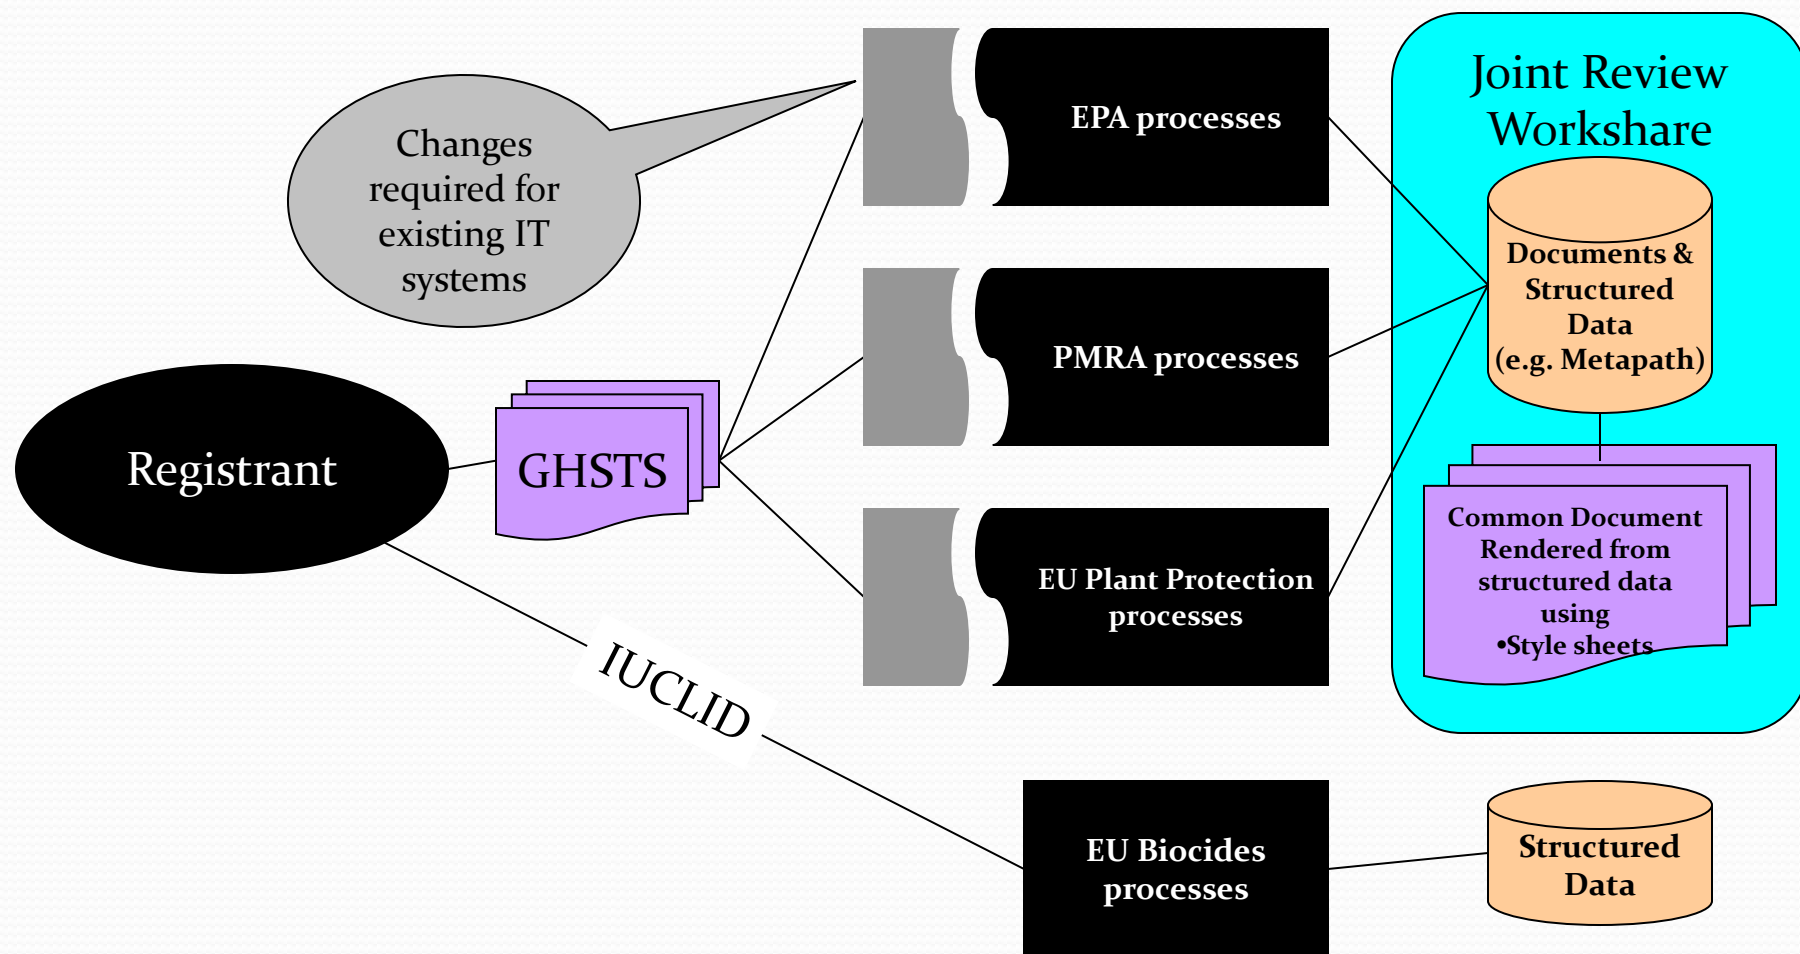 Changes
required for
existing IT
systems
Registrant
GHSTS
IUCLID
EPA processes
PMRA processes
EU Plant Protection
processes
EU Biocides
processes
Joint Review
Workshare
Documents &
Structured
Data
(e.g. Metapath)
Common Document
Rendered from
structured data
using
•Style sheets
Structured
Data